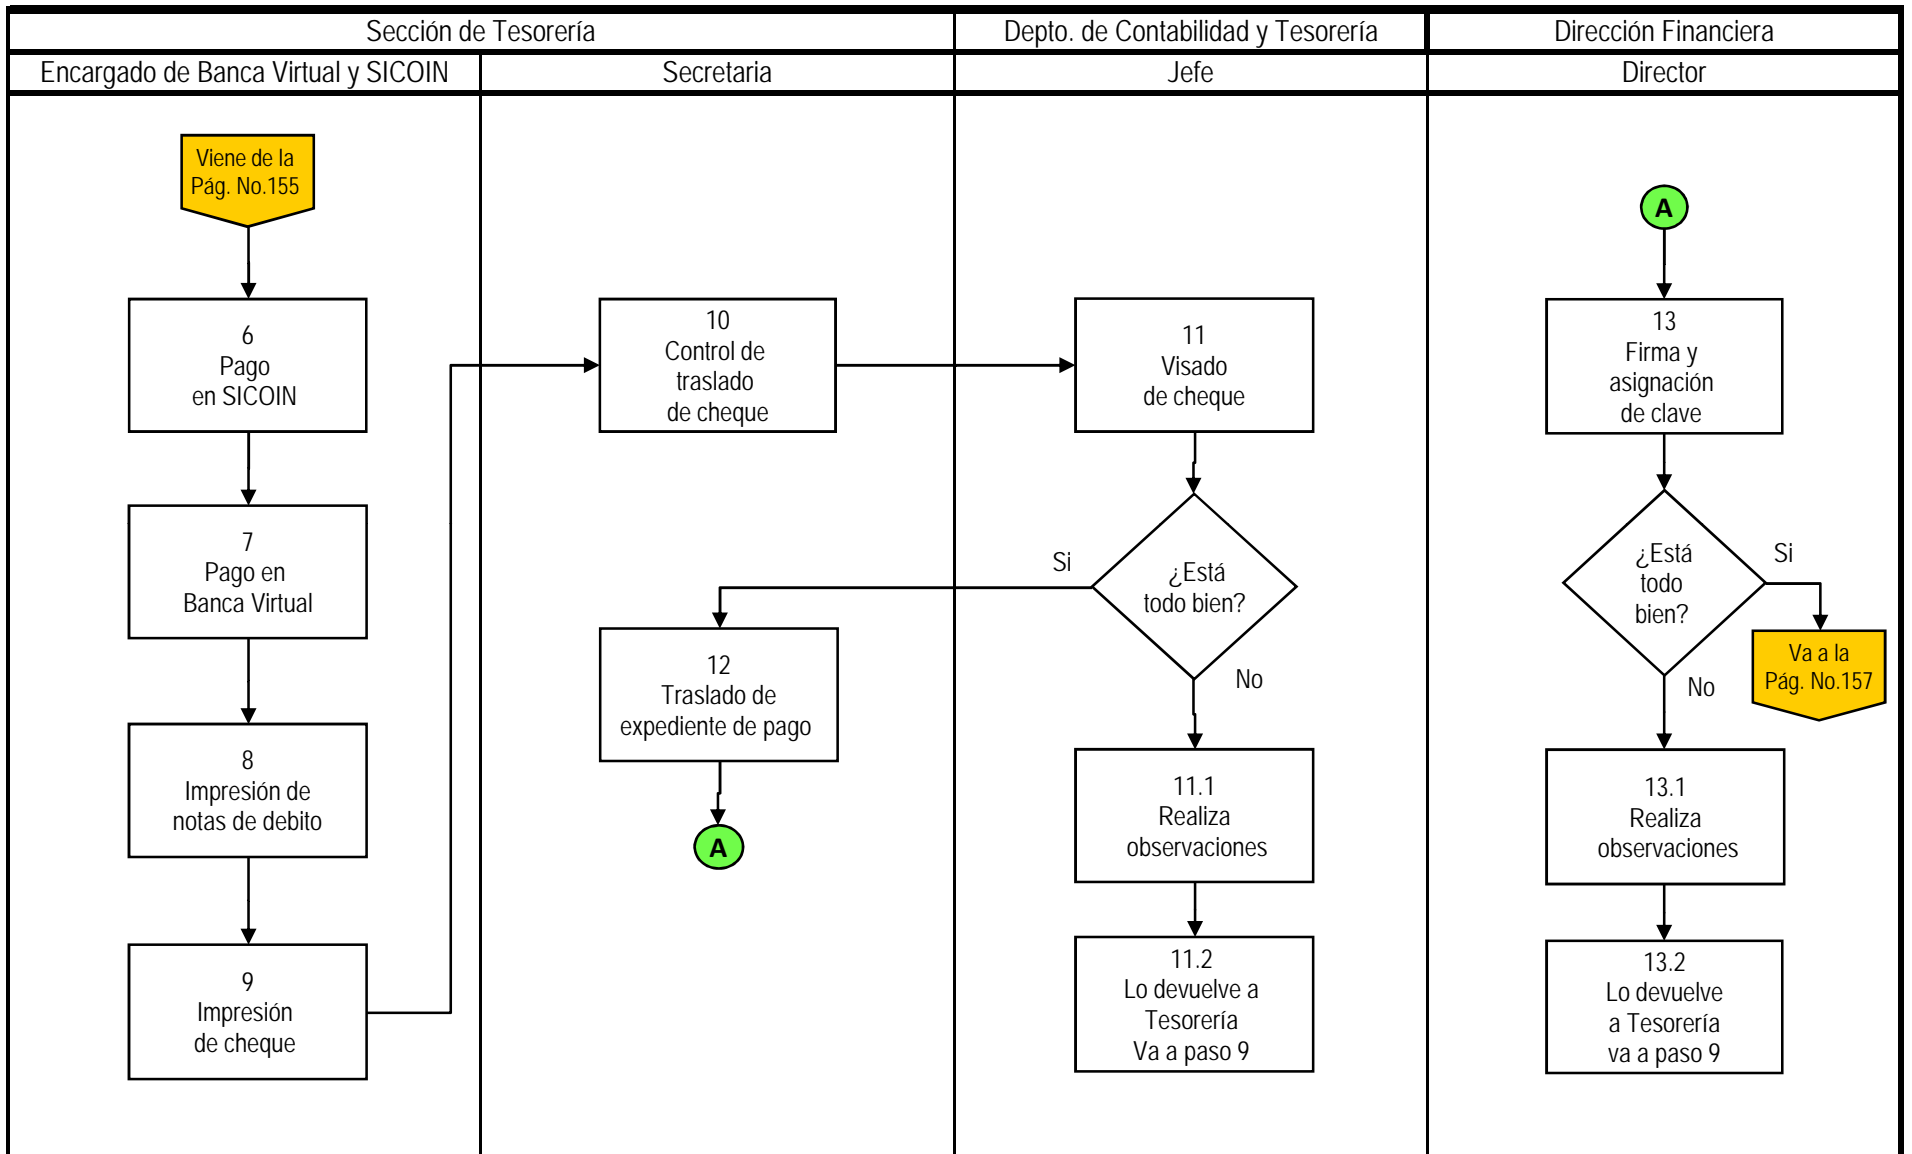 Sección de Tesorería
Depto. de Contabilidad y Tesorería
Dirección Financiera
Encargado de Banca Virtual y SICOIN
Secretaria
Jefe
Director
Viene de la
Pág. No.155
6
Pago
en SICOIN
7
Pago en
Banca Virtual
8
Impresión de
notas de debito
9
Impresión
de cheque
10
Control de
traslado
de cheque
12
Traslado de
expediente de pago
A
11
Visado
de cheque
Si
¿Está
todo bien?
No
11.1
Realiza
observaciones
11.2
Lo devuelve a
Tesorería
Va a paso 9
A
13
Firma y
asignación
de clave
¿Está
todo
bien?
Si
Va a la
Pág. No.157
No
13.1
Realiza
observaciones
13.2
Lo devuelve
a Tesorería
va a paso 9